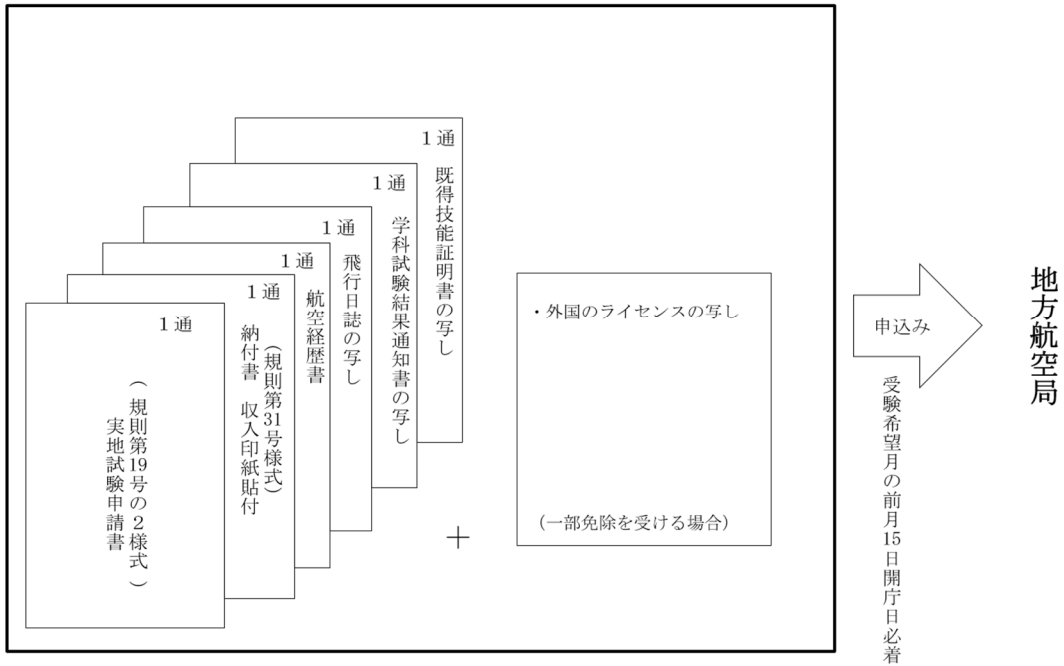 1通
実地試験申請書
(規則第19号の2様式)
1通
納付書 収入印紙貼付
(規則第31号様式)
1通
航空経歴書
1通
飛行日誌の写し
1通
学科試験結果通知書の写し
1通
既得技能証明書の写し
+
・外国のライセンスの写し
(一部免除を受ける場合)
申込み
受験希望月の前月15日開庁日必着
地方航空局